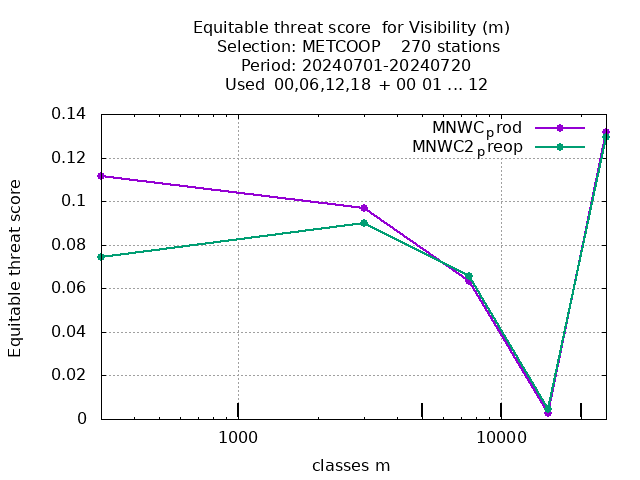 Equitable threat score  for Visibility (m)
Selection: METCOOP    270 stations
Period: 20240701-20240720
Used  00,06,12,18 + 00 01 ... 12
MNWCprod
MNWC2preop
0.14
0.12
0.1
0.08
0.06
0.04
0.02
0
Equitable threat score
1000
10000
classes m